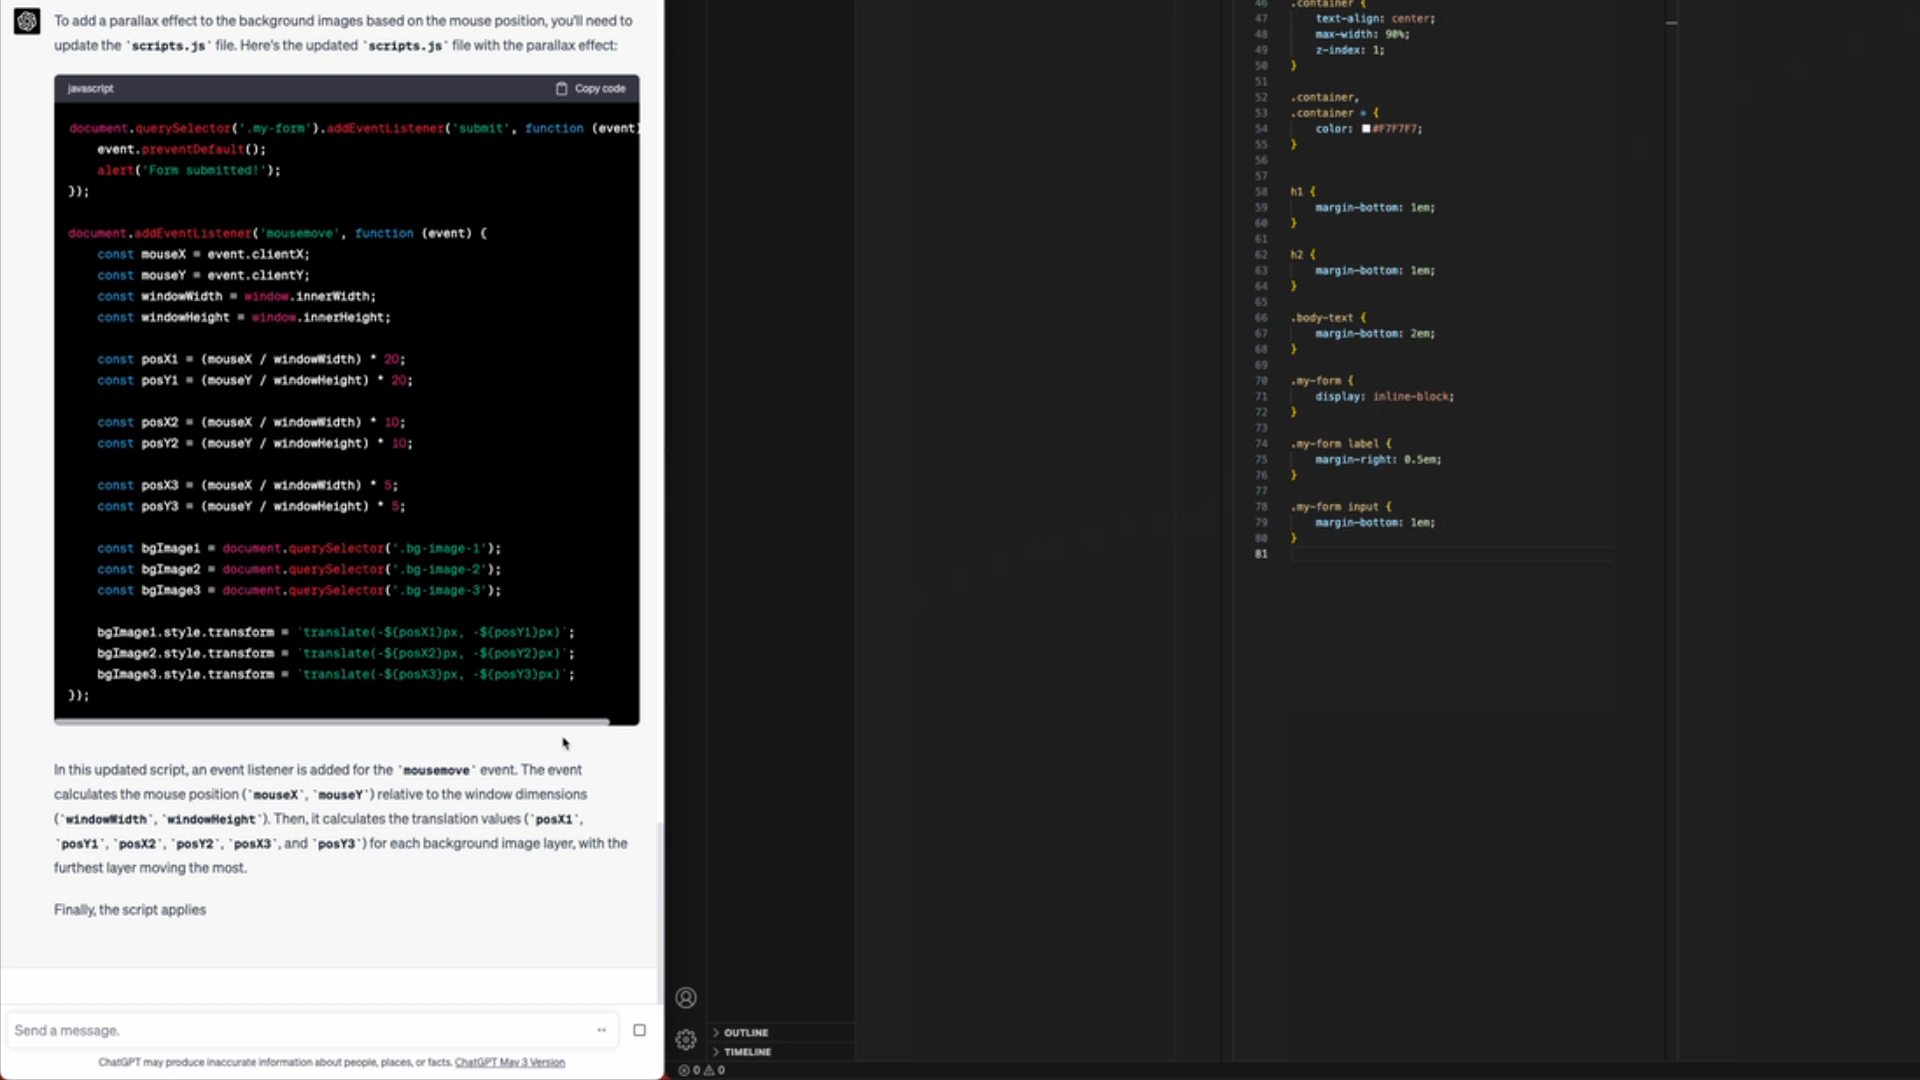 To add a parallax effect to the background images based on the mouse position, you'll need to
update the `scripts.js` file. Here's the updated `scripts.js` file with the parallax effect:
javascript
Copy code
document.querySelector('.my-form').addEventListener('submit', function (event)
event.preventDefault();
alert('Form submitted!');
});
document.addEventListener('mousemove', function (event) {
const mouseX = event.clientX;
const mouseY = event.clientY;
const windowWidth = window.innerWidth;
const windowHeight = window.innerHeight;
const posX1 = (mouseX / windowWidth) * 20;
const posY1 = (mouseY / windowHeight) * 20;
const posX2 = (mouseX / windowWidth) * 10;
const posY2 = (mouseY / windowHeight) * 10;
const posX3 = (mouseX / windowWidth) * 5;
const posY3 = (mouseY / windowHeight) * 5;
const bgImage1 = document.querySelector('.bg-image-1');
const bgImage2 = document.querySelector('.bg-image-2');
const bgImage3 = document.querySelector('.bg-image-3');
bgImage1.style.transform = `translate(-${posX1}px, -${posY1}px)`;
bgImage2.style.transform = `translate(-${posX2}px, -${posY2}px)`;
bgImage3.style.transform = `translate(-${posX3}px, -${posY3}px)`;
});
In this updated script, an event listener is added for the `mousemove` event. The event
calculates the mouse position (`mouseX`, `mouseY`) relative to the window dimensions
(`windowWidth`, `windowHeight`). Then, it calculates the translation values (`posX1`,
`posY1`, `posX2`, `posY2`, `posX3`, and `posY3`) for each background image layer, with the
furthest layer moving the most.
Finally, the script applies
Send a message.
ChatGPT may produce inaccurate information about people, places, or facts. ChatGPT May 3 Version
OUTLINE
TIMELINE
0 0
46 .container {
47 text-align: center;
48 max-width: 90%;
49 z-index: 1;
50 }
51
52 .container,
53 .container * {
54 color: #F7F7F7;
55 }
56
57
58 h1 {
59 margin-bottom: 1em;
60 }
61
62 h2 {
63 margin-bottom: 1em;
64 }
65
66 .body-text {
67 margin-bottom: 2em;
68 }
69
70 .my-form {
71 display: inline-block;
72 }
73
74 .my-form label {
75 margin-right: 0.5em;
76 }
77
78 .my-form input {
79 margin-bottom: 1em;
80 }
81